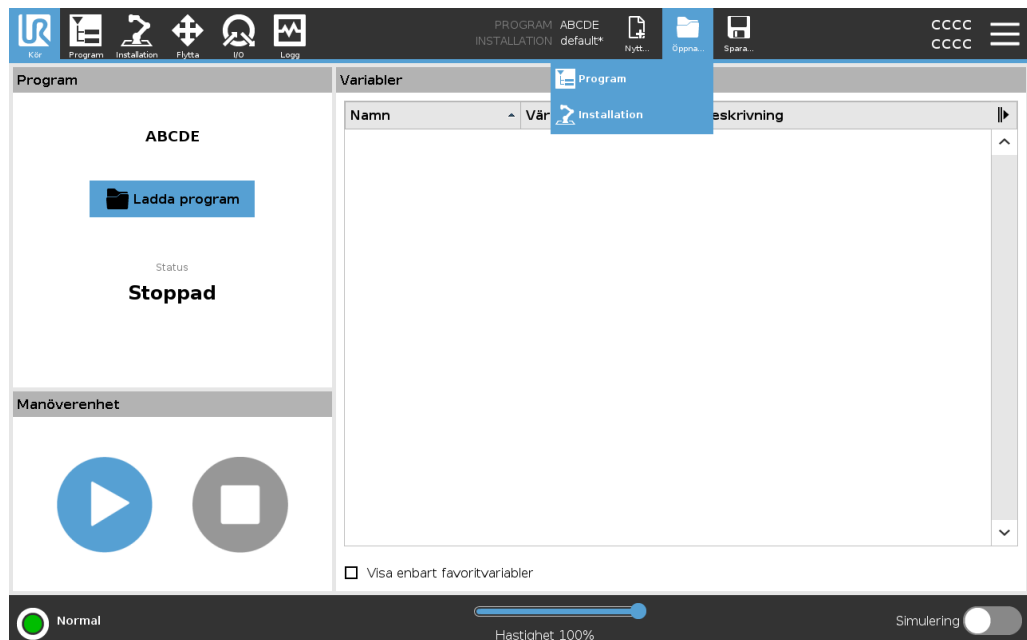 PROGRAM ABCDE
INSTALLATION default*
CCCC
CCCC
Kör Program Installation Flytta I/O Logg Nytt... Öppna... Spara...
Program
Installation
Program
ABCDE
Ladda program
Status
Stoppad
Manöverenhet
Variabler
Namn Vär eskrivning
Visa enbart favoritvariabler
Normal
Hastighet 100%
Simulering